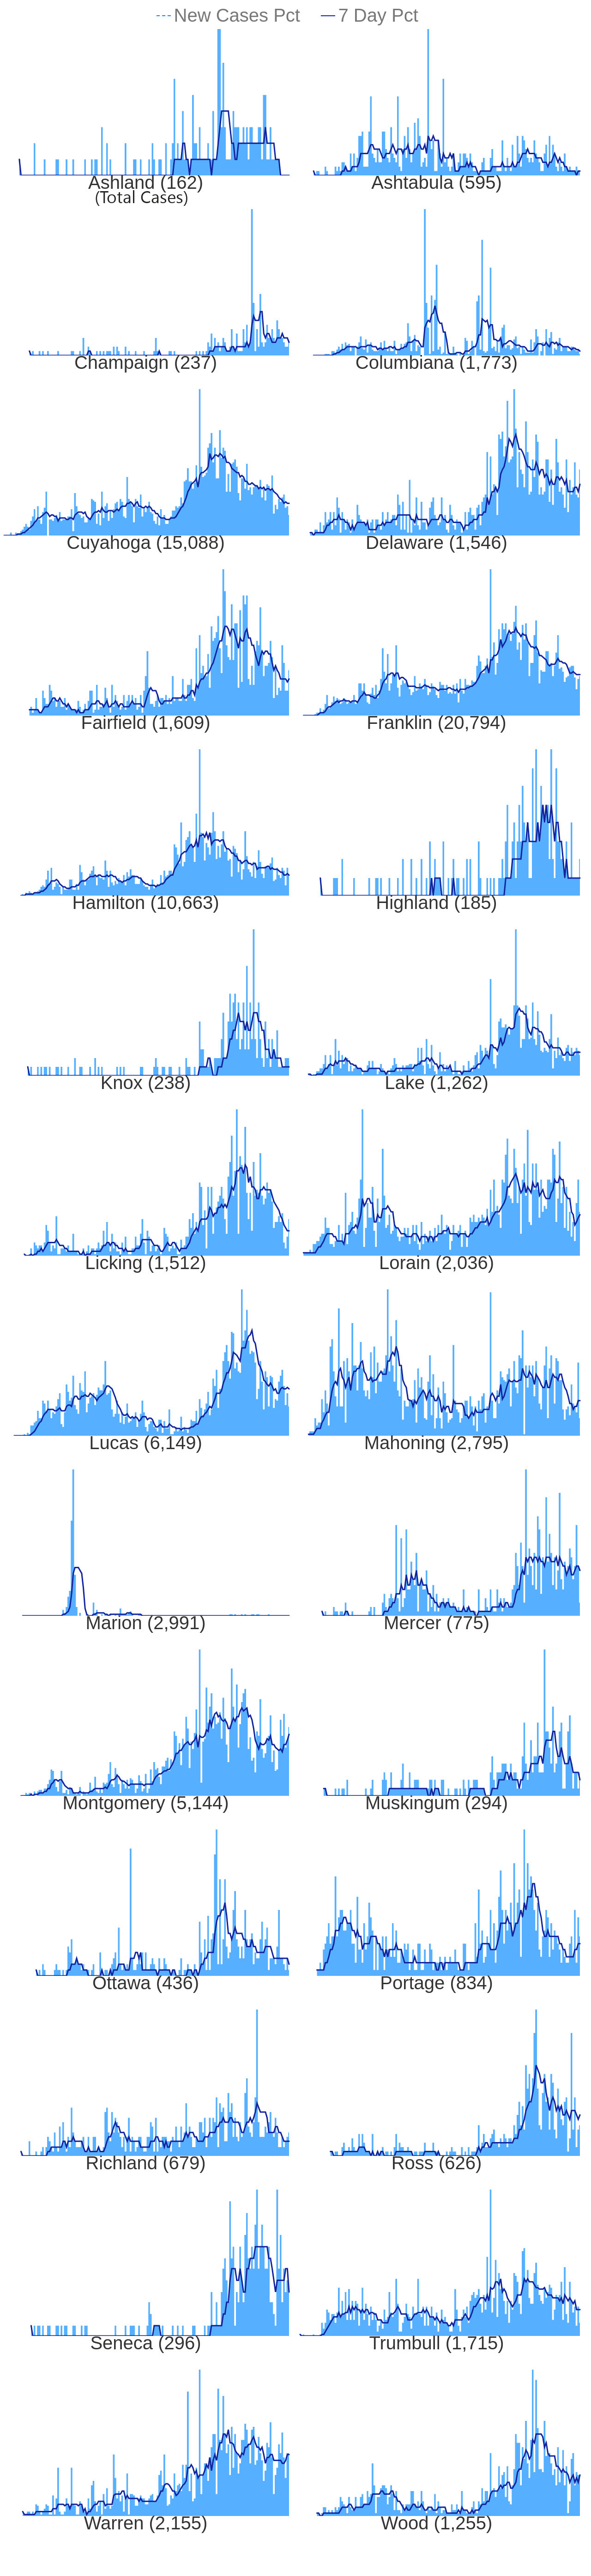 New Cases Pct 7 Day Pct
Ashland (162) Ashtabula (595)
(Total Cases)
Champaign (237) Columbiana (1,773)
Cuyahoga (15,088) Delaware (1,546)
Fairfield (1,609) Franklin (20,794)
Hamilton (10,663) Highland (185)
Knox (238) Lake (1,262)
Licking (1,512) Lorain (2,036)
Lucas (6,149) Mahoning (2,795)
Marion (2,991) Mercer (775)
Montgomery (5,144) Muskingum (294)
Ottawa (436) Portage (834)
Richland (679) Ross (626)
Seneca (296) Trumbull (1,715)
Warren (2,155) Wood (1,255)